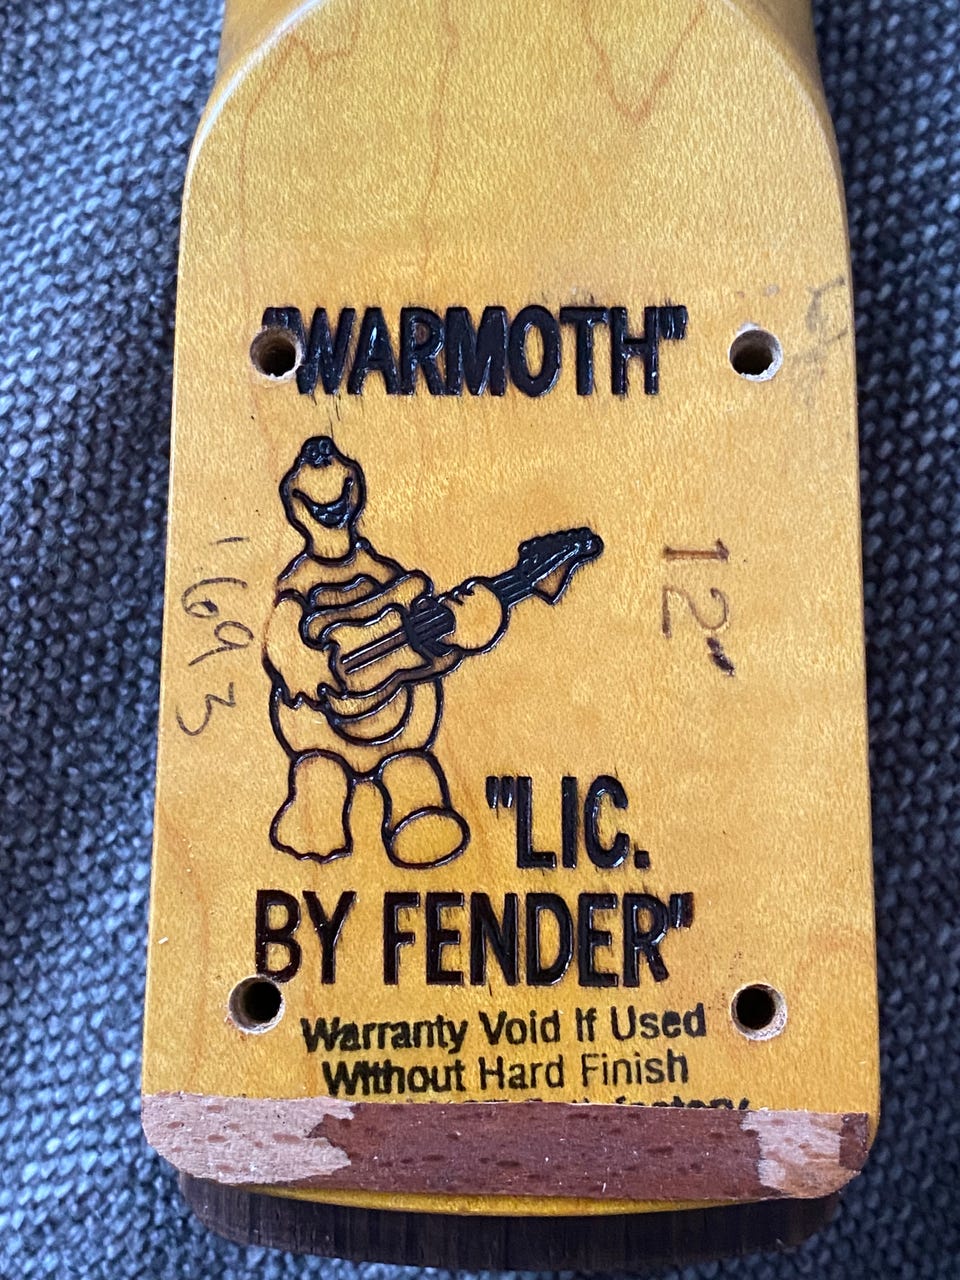 "WARMOTH"
.1693
12"
"LIC.
BY FENDER"
Warranty Void If Used
Without Hard Finish